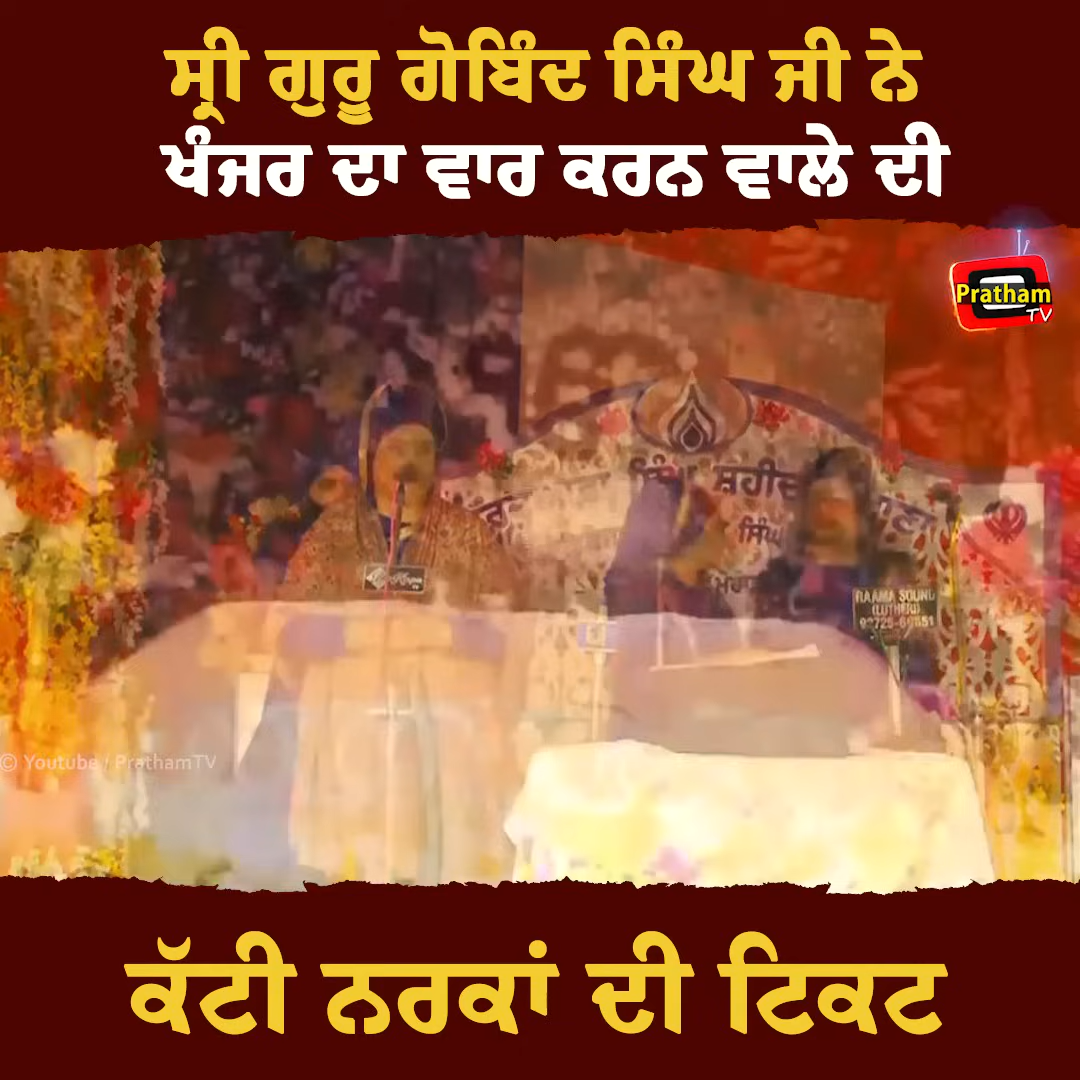 ਸ੍ਰੀ ਗੁਰੂ ਗੋਬਿੰਦ ਸਿੰਘ ਜੀ ਨੇ
ਖੰਜਰ ਦਾ ਵਾਰ ਕਰਨ ਵਾਲੇ ਦੀ
Pratham
TV
ਸਿੰਘ ਸ਼ਹੀਦ
ਸਿੰਘ
RAAMA SOUND
© Youtube / PrathamTV
ਕੱਟੀ ਨਰਕਾਂ ਦੀ ਟਿਕਟ